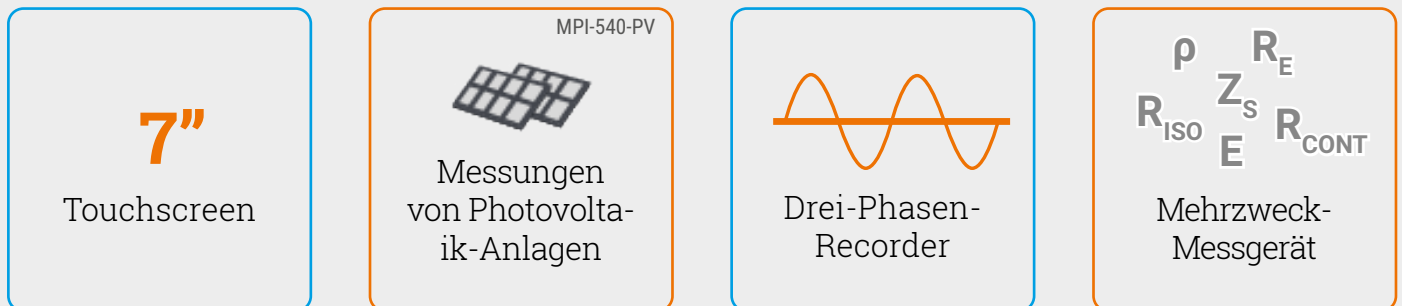 7”
Touchscreen
MPI-540-PV
Messungen
von Photovolta-
ik-Anlagen
Drei-Phasen-
Recorder
ρ R_E
Z_S
R_ISO R_CONT
E
Mehrzweck-
Messgerät